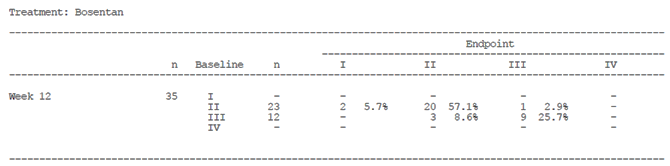 Treatment: Bosentan
Endpoint
n Baseline n I II III IV
Week 12 35 I - - - - -
II 23 2 5.7% 20 57.1% 1 2.9% -
III 12 - 3 8.6% 9 25.7% -
IV - - - - -